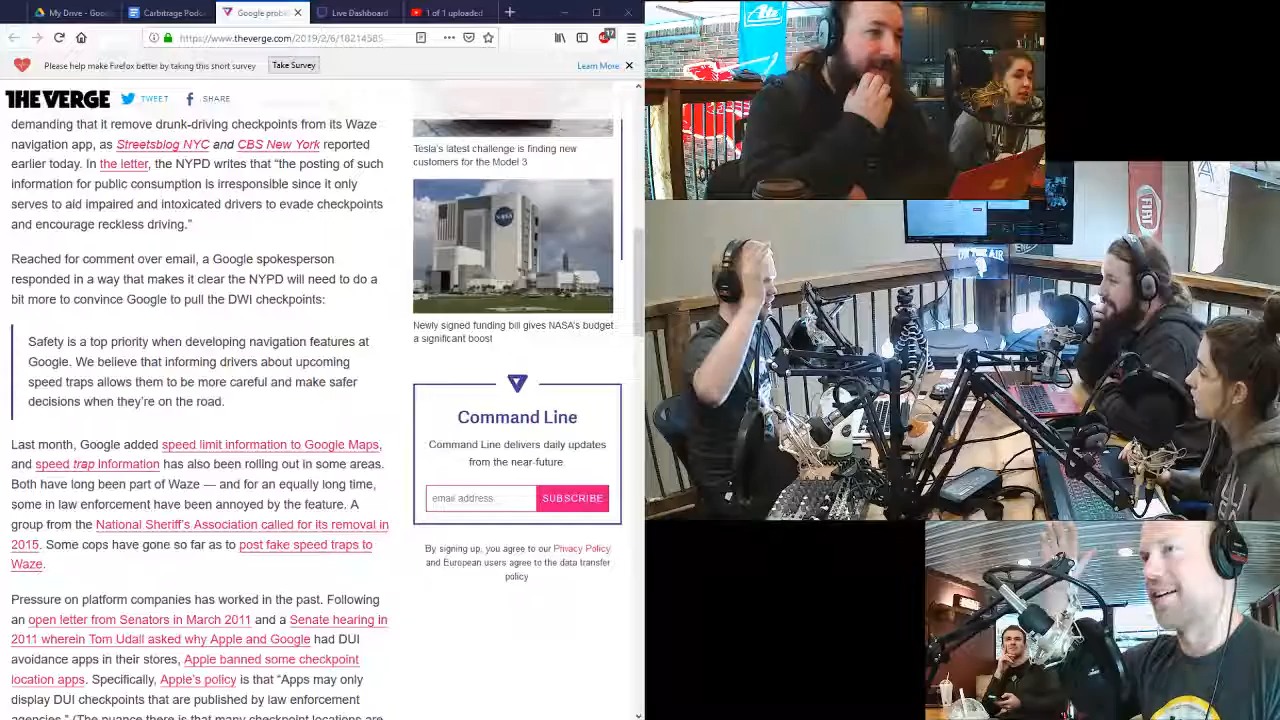 My Drive - Goo
Carbitrage Podc
Google prob
Live Dashboard
1 of 1 uploaded
https://www.theverge.com/2019/2/6/18214585
17
Please help make Firefox better by taking this short survey
Take Survey
Learn More
THE VERGE
TWEET
SHARE
demanding that it remove drunk-driving checkpoints from its Waze
navigation app, as Streetsblog NYC and CBS New York reported
earlier today. In the letter, the NYPD writes that “the posting of such
information for public consumption is irresponsible since it only
serves to aid impaired and intoxicated drivers to evade checkpoints
and encourage reckless driving.”
Reached for comment over email, a Google spokesperson
responded in a way that makes it clear the NYPD will need to do a
bit more to convince Google to pull the DWI checkpoints:
Safety is a top priority when developing navigation features at
Google. We believe that informing drivers about upcoming
speed traps allows them to be more careful and make safer
decisions when they’re on the road.
Last month, Google added speed limit information to Google Maps,
and speed trap information has also been rolling out in some areas.
Both have long been part of Waze — and for an equally long time,
some in law enforcement have been annoyed by the feature. A
group from the National Sheriff’s Association called for its removal in
2015. Some cops have gone so far as to post fake speed traps to
Waze.
Pressure on platform companies has worked in the past. Following
an open letter from Senators in March 2011 and a Senate hearing in
2011 wherein Tom Udall asked why Apple and Google had DUI
avoidance apps in their stores, Apple banned some checkpoint
location apps. Specifically, Apple’s policy is that “Apps may only
display DUI checkpoints that are published by law enforcement
agencies.” (The nuance there is that many checkpoint locations are
Tesla’s latest challenge is finding new
customers for the Model 3
NASA
Newly signed funding bill gives NASA’s budget
a significant boost
Command Line
Command Line delivers daily updates
from the near-future
email address
SUBSCRIBE
By signing up, you agree to our Privacy Policy
and European users agree to the data transfer
policy
Ate
FIAT
ON AIR